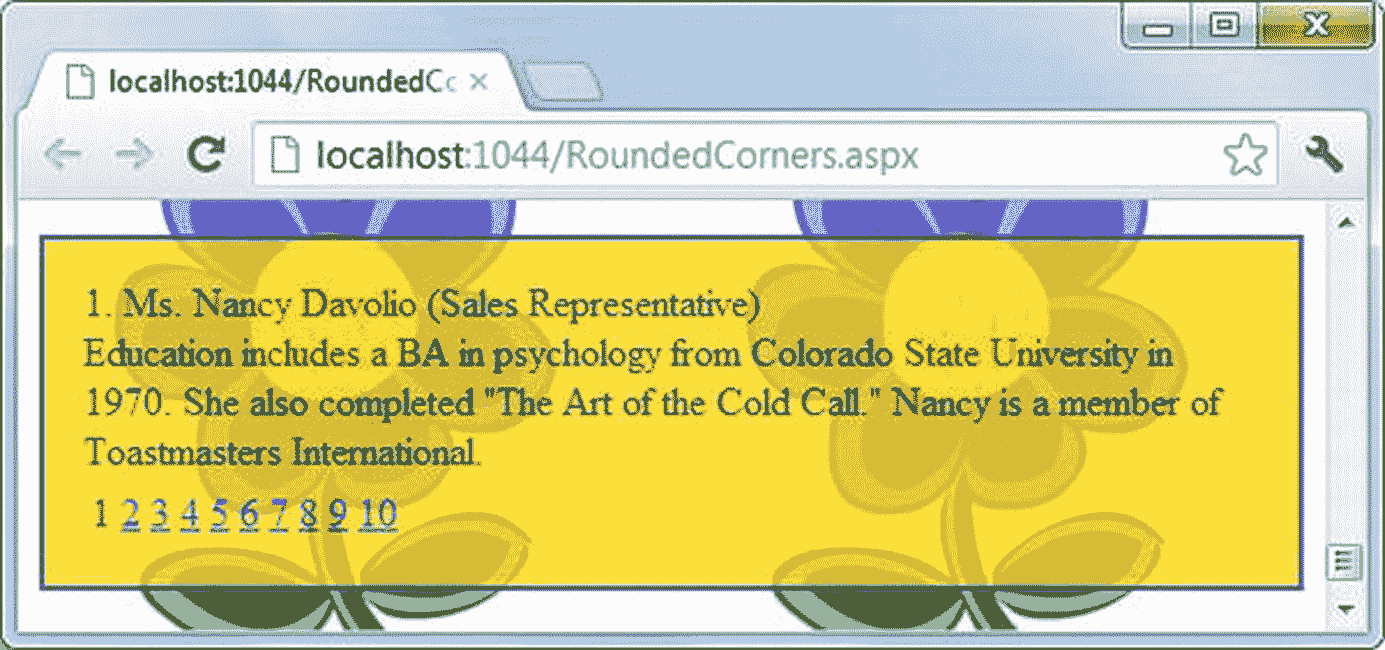 localhost:1044/RoundedCc
localhost:1044/RoundedCorners.aspx
1. Ms. Nancy Davolio (Sales Representative)
Education includes a BA in psychology from Colorado State University in
1970. She also completed "The Art of the Cold Call." Nancy is a member of
Toastmasters International.
1 2 3 4 5 6 7 8 9 10